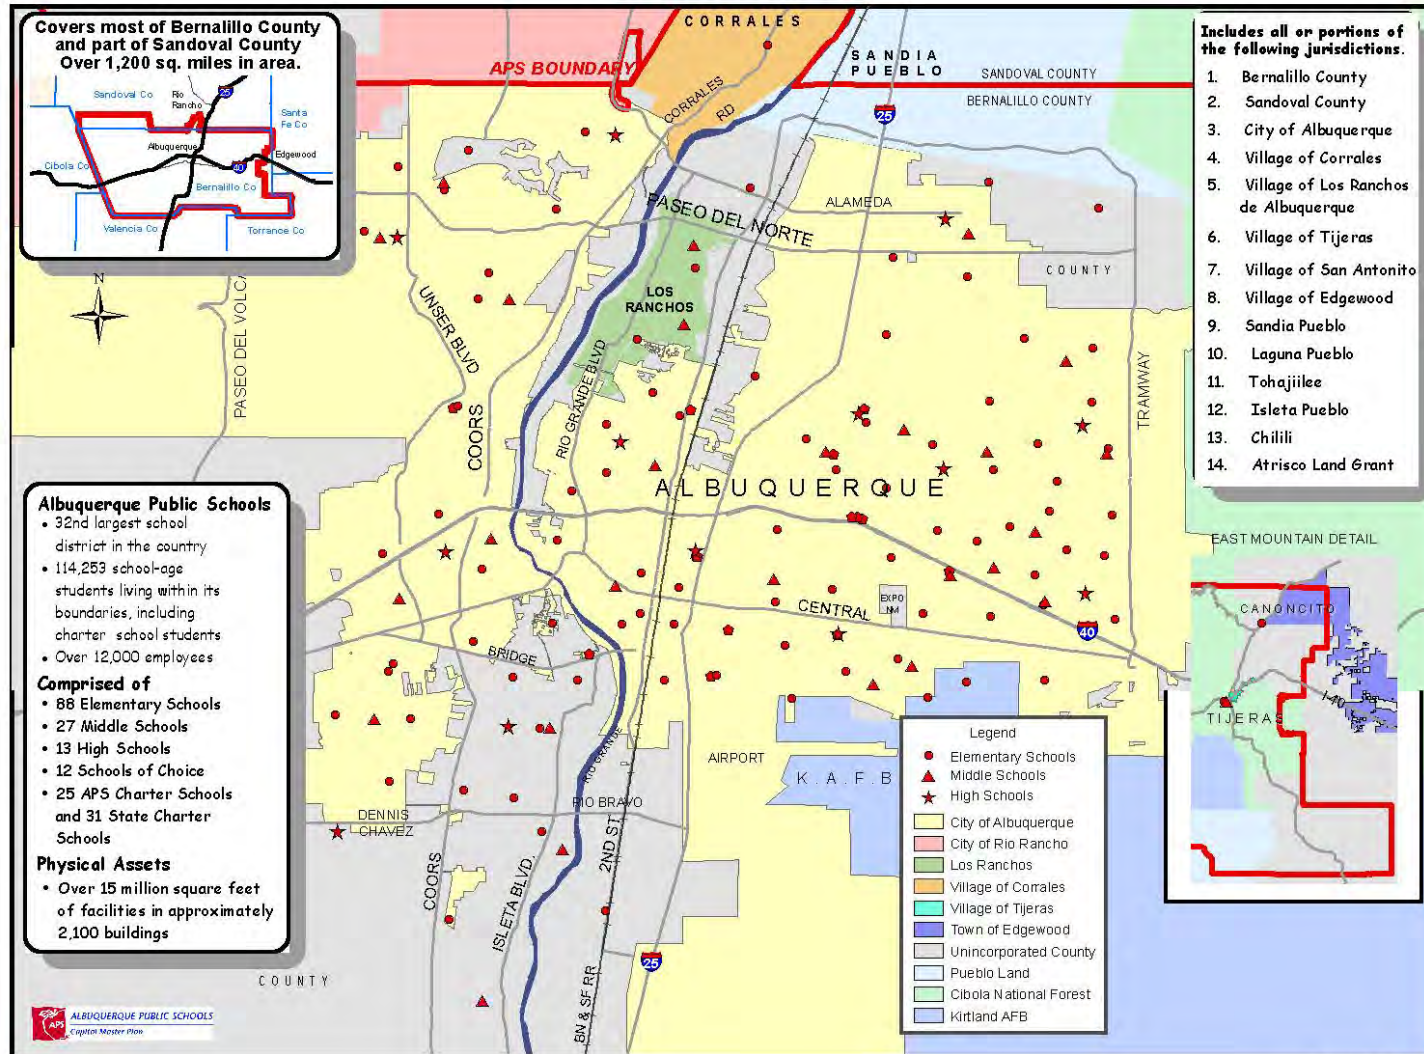 Covers most of Bernalillo County
and part of Sandoval County
Over 1,200 sq. miles in area.
Sandoval Co
Rio
Rancho
25
Santa
Fe Co
Albuquerque
Edgewood
Cibola Co
40
Bernalillo Co
Valencia Co
Torrance Co
N
CORRALES
APS BOUNDARY
SANDIA
PUEBLO
SANDOVAL COUNTY
BERNALILLO COUNTY
CORRALES
RD
25
PASEO DEL NORTE
ALAMEDA
COUNTY
LOS
RANCHOS
UNSER BLVD
PASEO DEL VOLCA
COORS
RIO GRANDE BLVD
TRAMWAY
ALBUQUERQUE
CENTRAL
EXPO
NM
40
BRIDGE
RIO GRANDE
AIRPORT
K.A.F.B
RIO BRAVO
DENNIS
CHAVEZ
2ND ST
COORS
ISLETA BLVD.
25
BN & SF RR
COUNTY
Includes all or portions of
the following jurisdictions.
1. Bernalillo County
2. Sandoval County
3. City of Albuquerque
4. Village of Corrales
5. Village of Los Ranchos
de Albuquerque
6. Village of Tijeras
7. Village of San Antonito
8. Village of Edgewood
9. Sandia Pueblo
10. Laguna Pueblo
11. Tohajiilee
12. Isleta Pueblo
13. Chilili
14. Atrisco Land Grant
EAST MOUNTAIN DETAIL
CANONCITO
I-40
TIJERAS
Albuquerque Public Schools
• 32nd largest school
district in the country
• 114,253 school-age
students living within its
boundaries, including
charter school students
• Over 12,000 employees
Comprised of
• 88 Elementary Schools
• 27 Middle Schools
• 13 High Schools
• 12 Schools of Choice
• 25 APS Charter Schools
and 31 State Charter
Schools
Physical Assets
• Over 15 million square feet
of facilities in approximately
2,100 buildings
Legend
Elementary Schools
Middle Schools
High Schools
City of Albuquerque
City of Rio Rancho
Los Ranchos
Village of Corrales
Village of Tijeras
Town of Edgewood
Unincorporated County
Pueblo Land
Cibola National Forest
Kirtland AFB
APS
ALBUQUERQUE PUBLIC SCHOOLS
Capital Master Plan